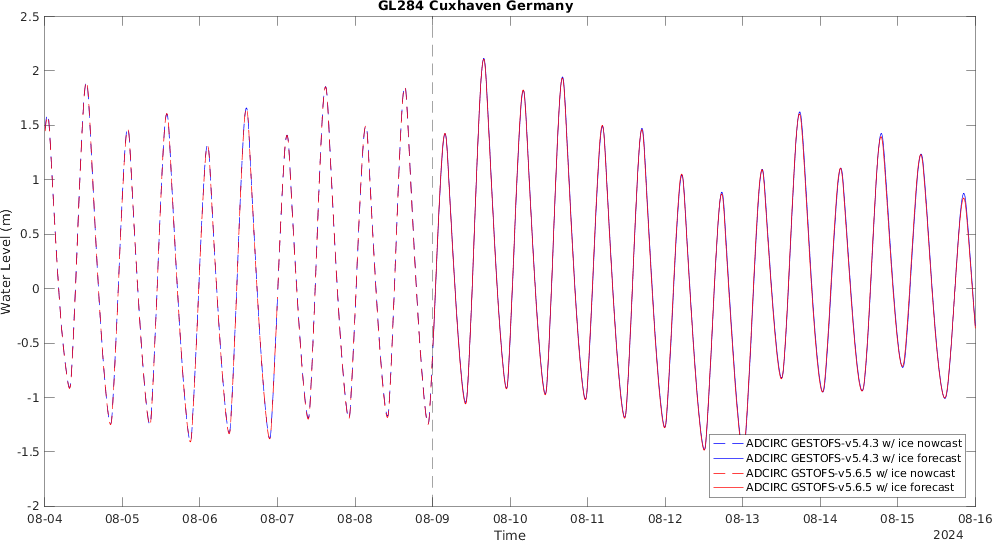 GL284 Cuxhaven Germany
2.5
2
1.5
1
0.5
0
-0.5
-1
-1.5
-2
Water Level (m)
ADCIRC GESTOFS-v5.4.3 w/ ice nowcast
ADCIRC GESTOFS-v5.4.3 w/ ice forecast
ADCIRC GSTOFS-v5.6.5 w/ ice nowcast
ADCIRC GSTOFS-v5.6.5 w/ ice forecast
08-04 08-05 08-06 08-07 08-08 08-09 08-10 08-11 08-12 08-13 08-14 08-15 08-16
Time
2024